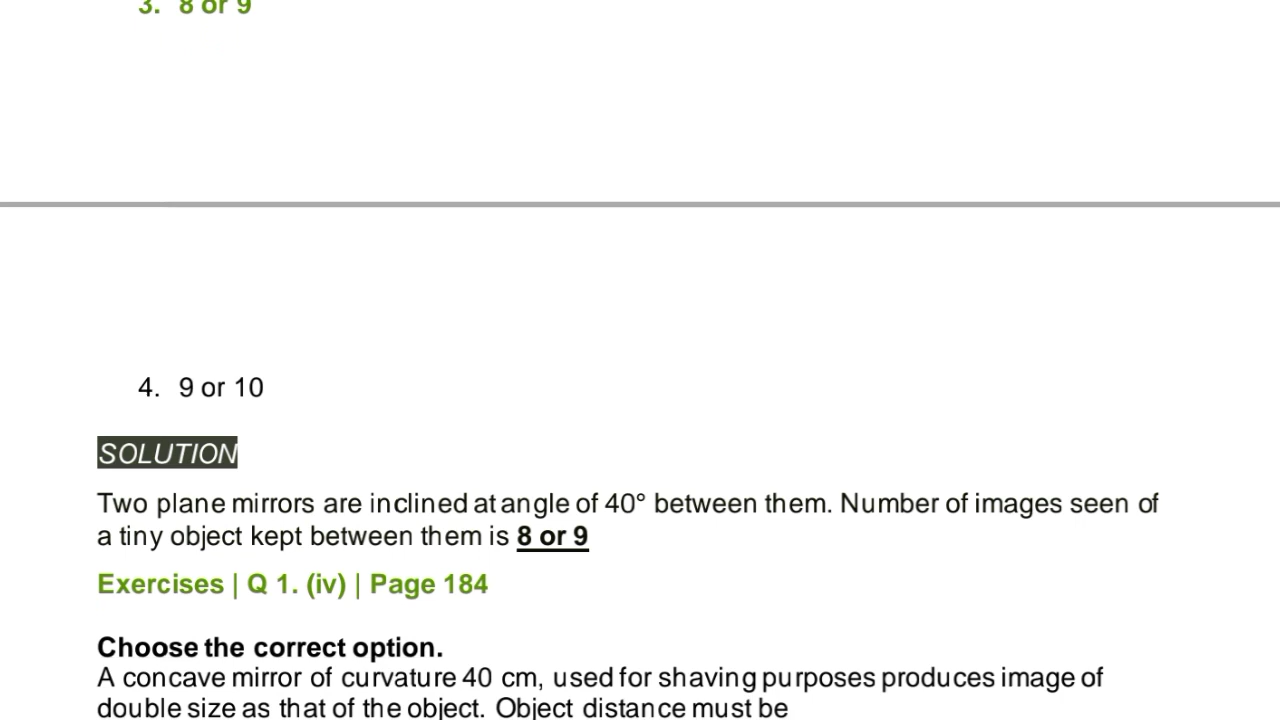 3. 8 or 9
4. 9 or 10
SOLUTION
Two plane mirrors are inclined at angle of 40° between them. Number of images seen of
a tiny object kept between them is 8 or 9
Exercises | Q 1. (iv) | Page 184
Choose the correct option.
A concave mirror of curvature 40 cm, used for shaving purposes produces image of
double size as that of the object. Object distance must be